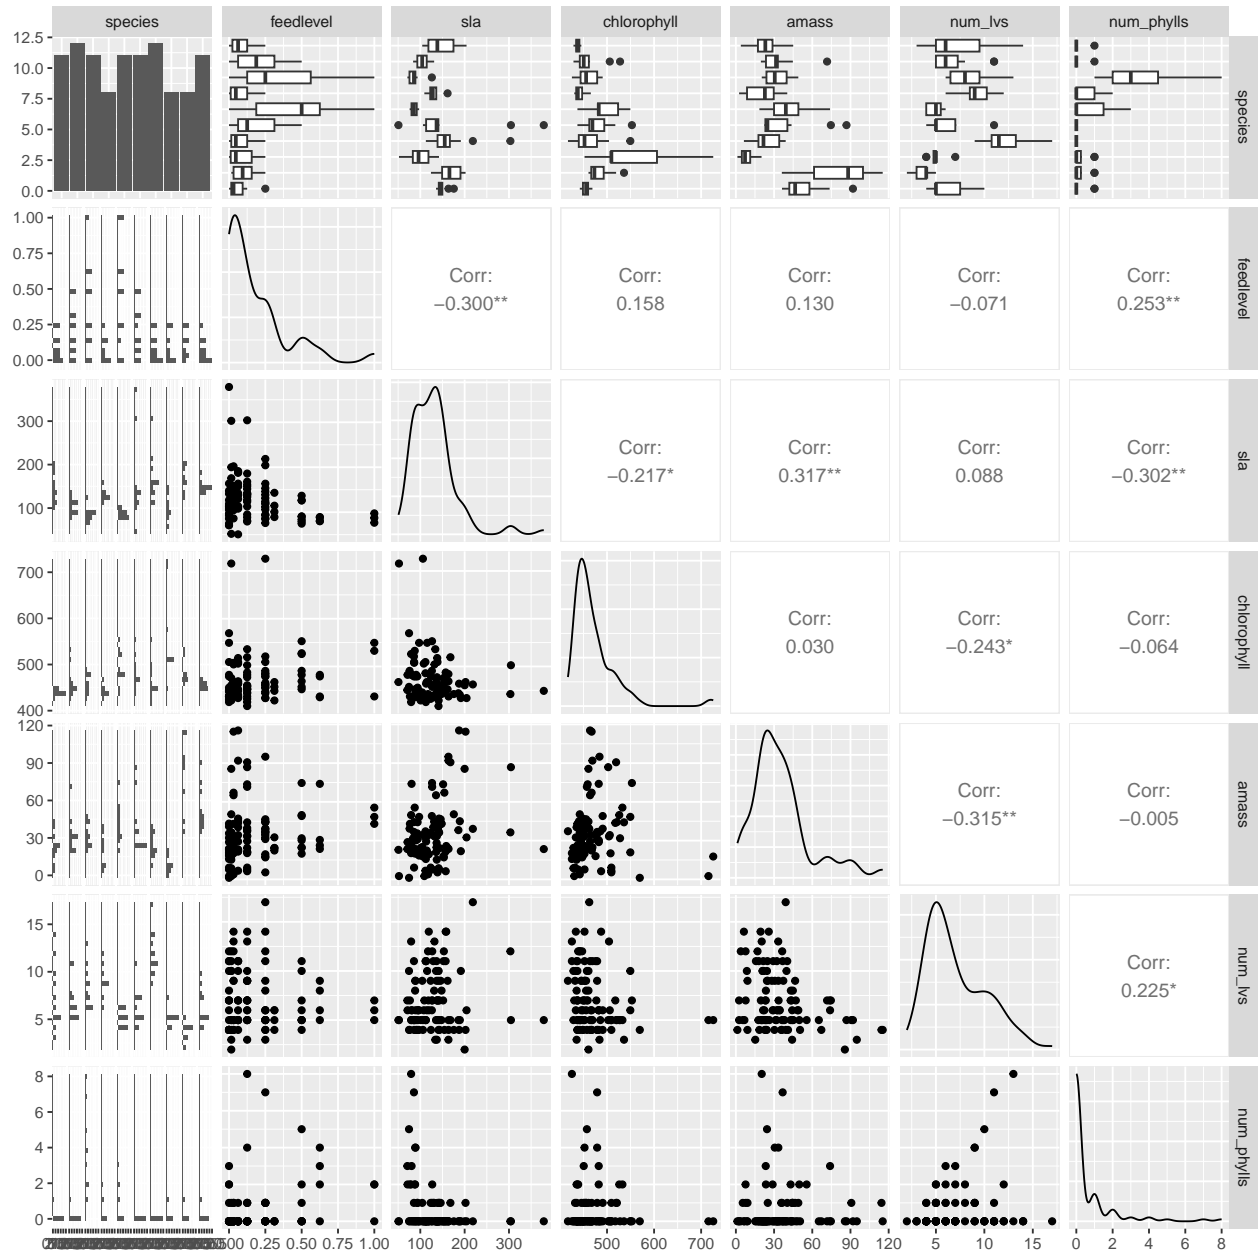 species feedlevel sla chlorophyll amass num_lvs num_phylls
12.5
10.0
7.5
5.0
2.5
0.0
species
1.00
0.75
0.50
0.25
0.00
Corr:
−0.300**
Corr:
0.158
Corr:
0.130
Corr:
−0.071
Corr:
0.253**
feedlevel
300
200
100
Corr:
−0.217*
Corr:
0.317**
Corr:
0.088
Corr:
−0.302**
sla
700
600
500
400
Corr:
0.030
Corr:
−0.243*
Corr:
−0.064
chlorophyll
120
90
60
30
0
Corr:
−0.315**
Corr:
−0.005
amass
15
10
5
Corr:
0.225*
num_lvs
8
6
4
2
0
num_phylls
0.25 0.50 0.75 1.00 100 200 300 500 600 700 0 30 60 90 120 5 10 15 0 2 4 6 8